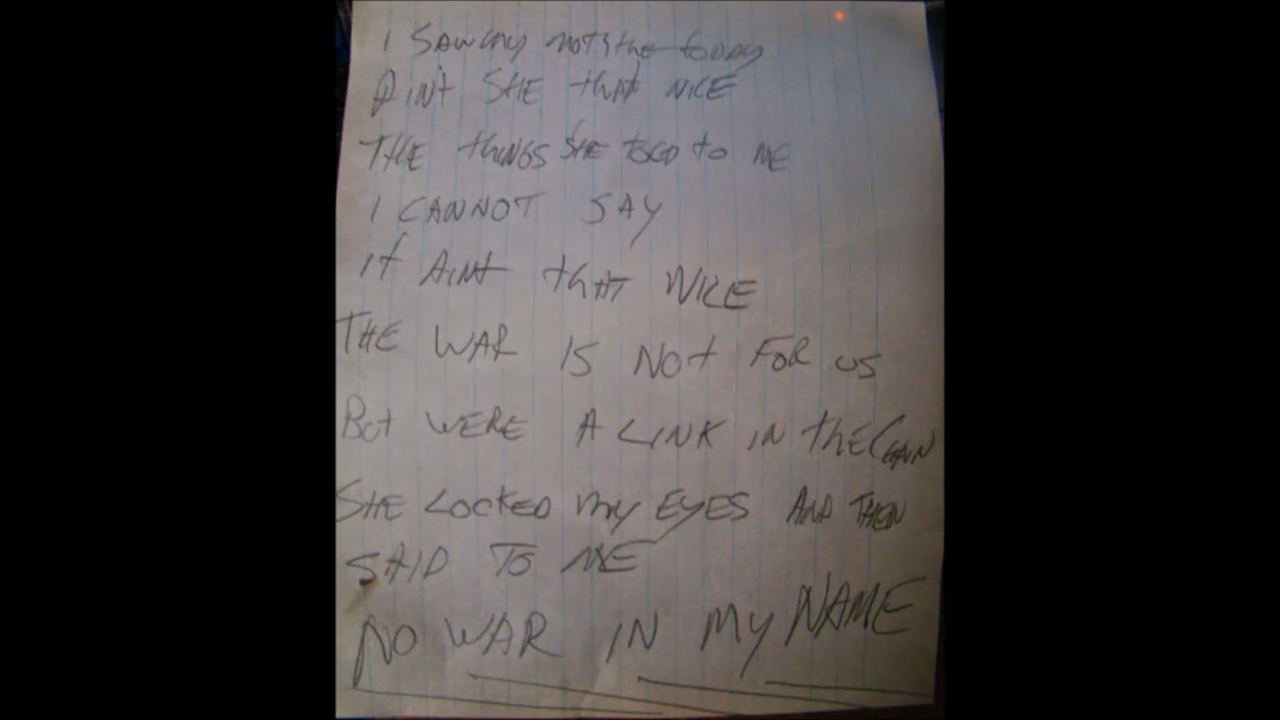 I SAW my mothe today
AINt SHE thAt NICE
THE thINGS SHE told to ME
I CANNOT SAY
It AINt thAT NICE
THE WAR IS NOt FOR US
But WERE A LINK IN thE
SHE LOCKED my EYES AND THEN
SAID TO ME
NO WAR IN My NAME